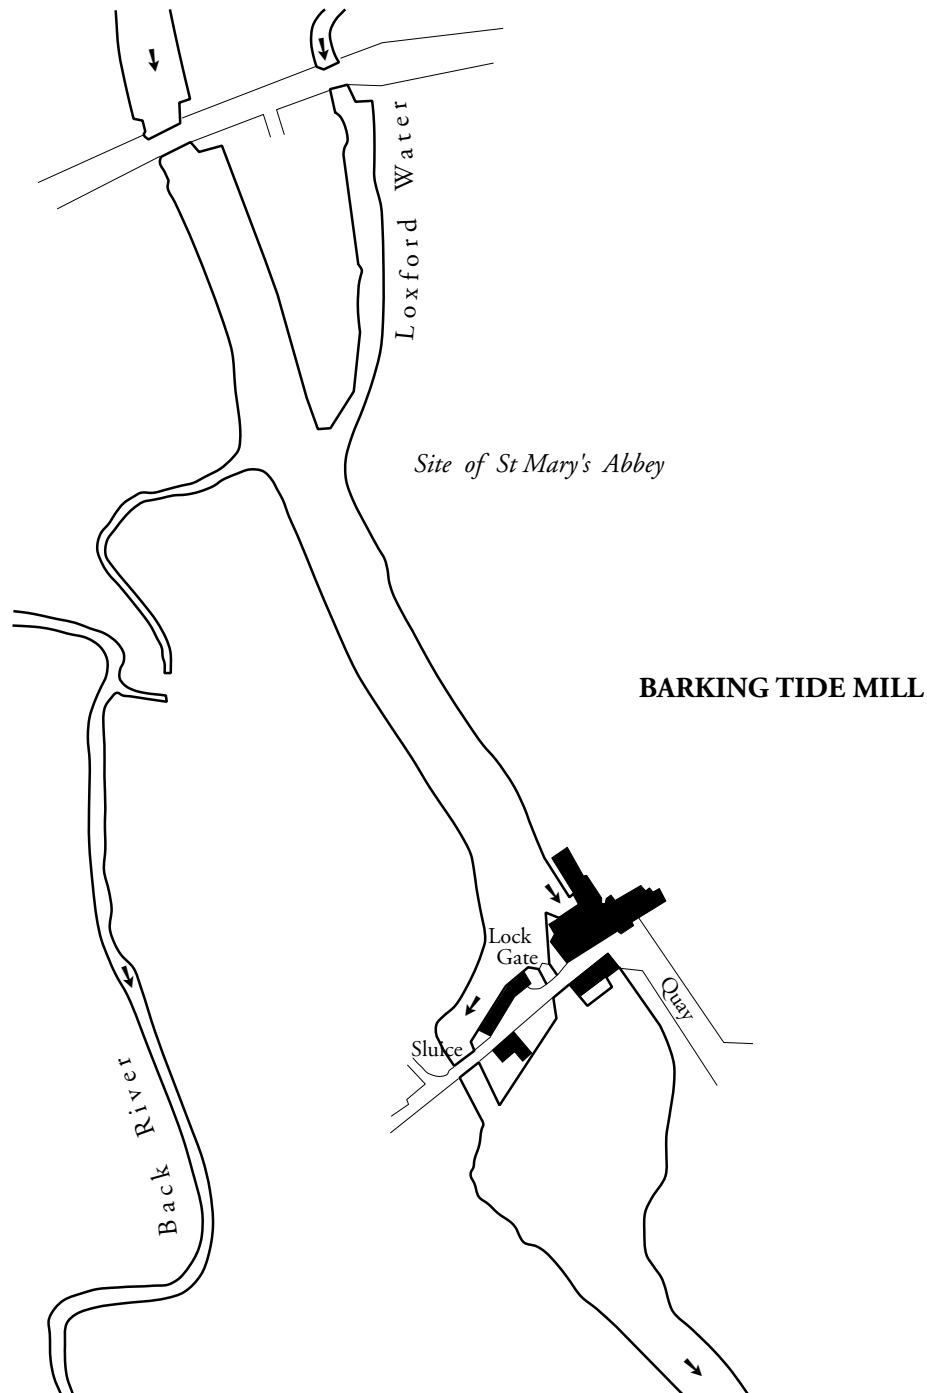 Loxford Water
Site of St Mary's Abbey
BARKING TIDE MILL
Lock
Gate
Quay
Sluice
Back River